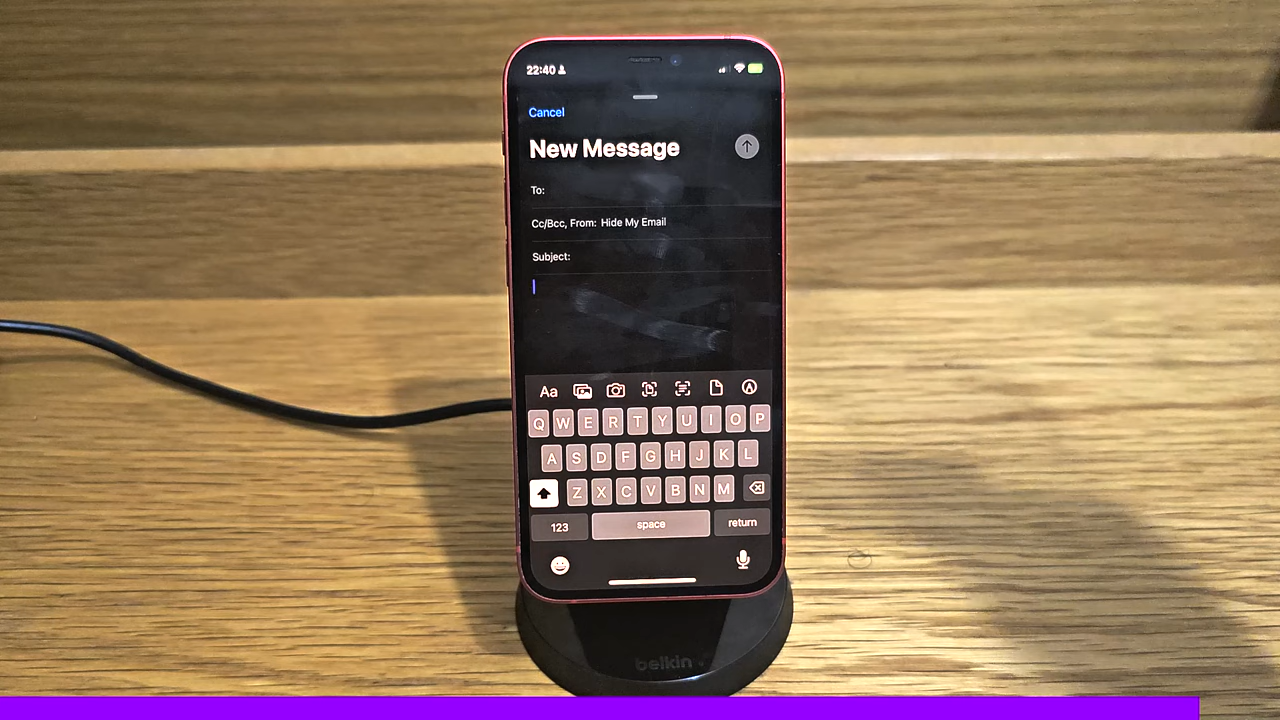 22:40
Cancel
New Message
To:
Cc/Bcc, From: Hide My Email
Subject:
Aa
Q W E R T Y U I O P
A S D F G H J K L
Z X C V B N M
123 space return
belkin